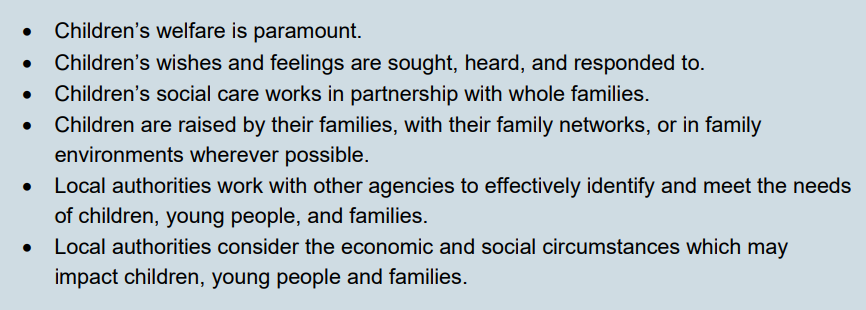 • Children’s welfare is paramount.
• Children’s wishes and feelings are sought, heard, and responded to.
• Children’s social care works in partnership with whole families.
• Children are raised by their families, with their family networks, or in family
environments wherever possible.
• Local authorities work with other agencies to effectively identify and meet the needs
of children, young people, and families.
• Local authorities consider the economic and social circumstances which may
impact children, young people and families.